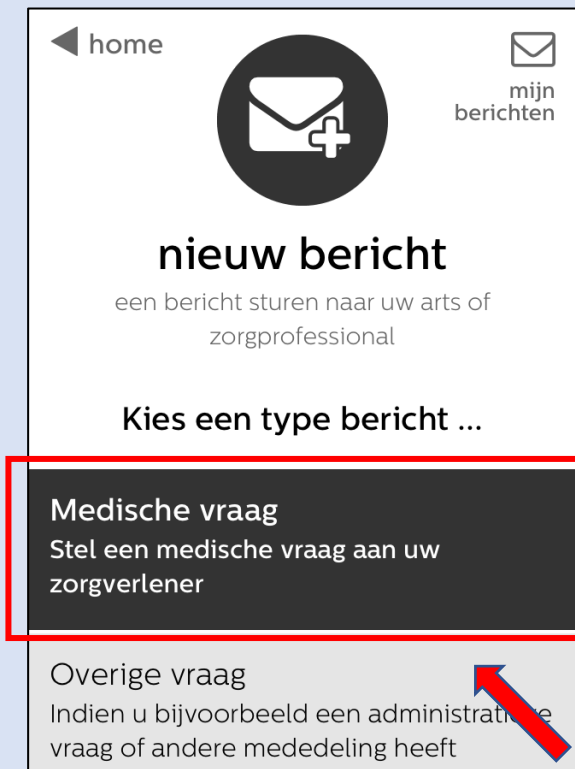 home
mijn
berichten
nieuw bericht
een bericht sturen naar uw arts of
zorgprofessional
Kies een type bericht ...
Medische vraag
Stel een medische vraag aan uw
zorgverlener
Overige vraag
Indien u bijvoorbeeld een administratieve
vraag of andere mededeling heeft